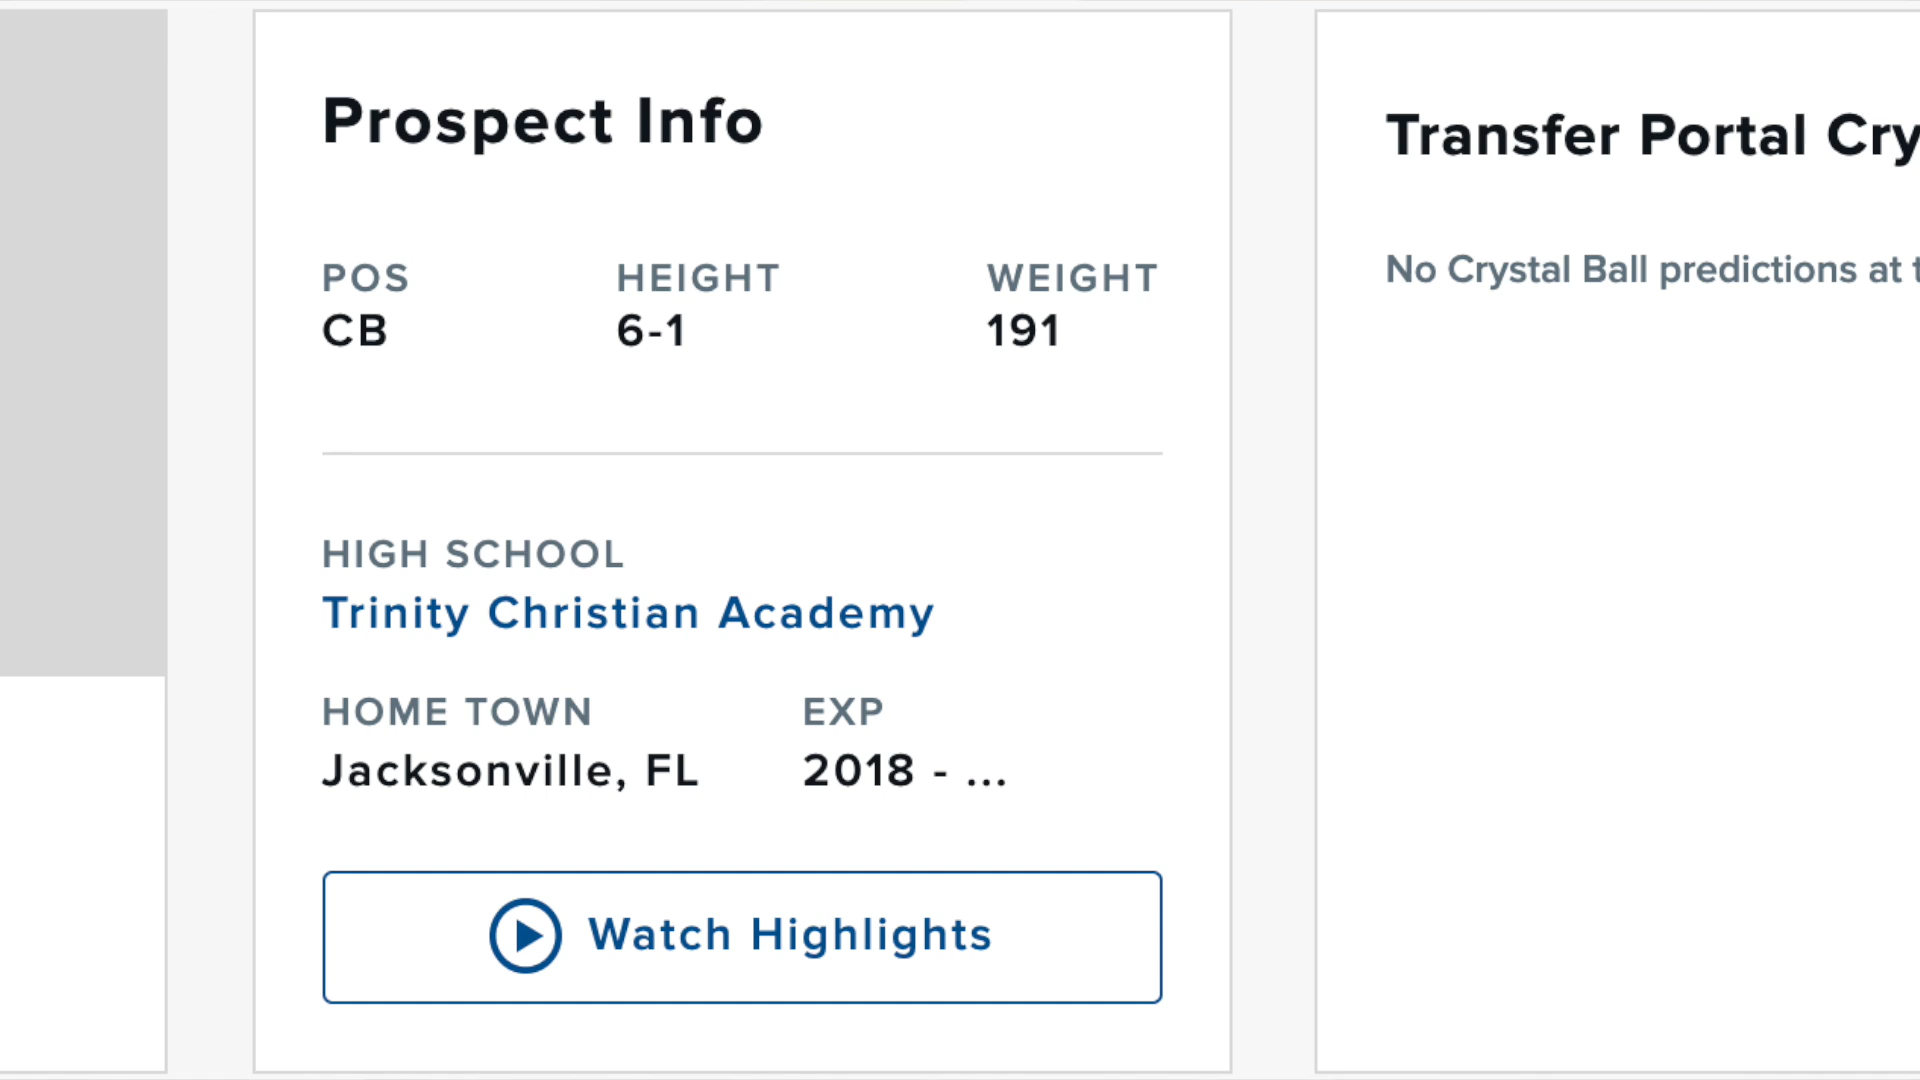 Prospect Info
POS HEIGHT WEIGHT
CB 6-1 191
HIGH SCHOOL
Trinity Christian Academy
HOME TOWN EXP
Jacksonville, FL 2018 - ...
Watch Highlights
Transfer Portal
No Crystal Ball predictions at